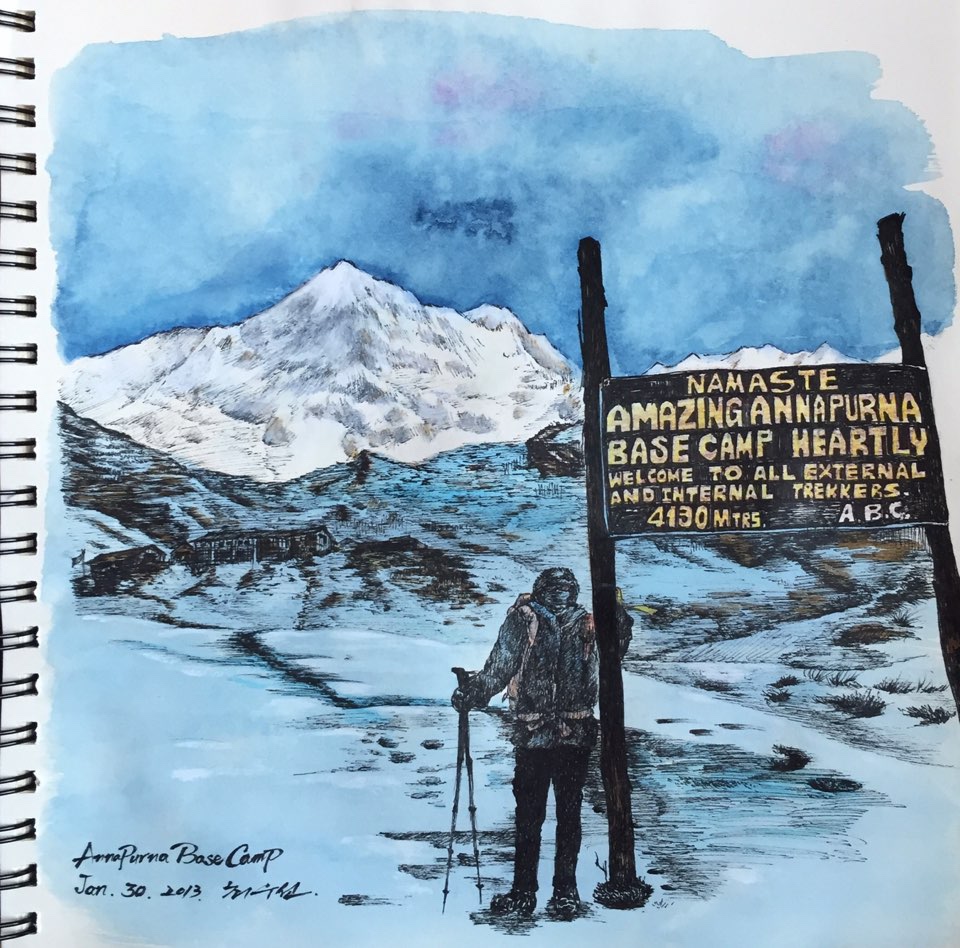 NAMASTE
AMAZING ANNAPURNA
BASE CAMP HEARTLY
WELCOME TO ALL EXTERNAL
AND INTERNAL TREKKERS.
4130 MTRS. A.B.C.
AnnaPurna Base Camp
Jan. 30. 2013.